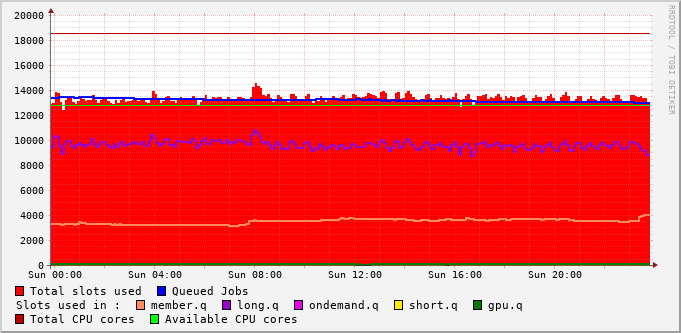 20000
18000
16000
14000
12000
10000
8000
6000
4000
2000
0
Sun 00:00 Sun 04:00 Sun 08:00 Sun 12:00 Sun 16:00 Sun 20:00
Total slots used Queued Jobs
Slots used in : member.q long.q ondemand.q short.q gpu.q
Total CPU cores Available CPU cores
RRDTOOL / TOBI OETIKER